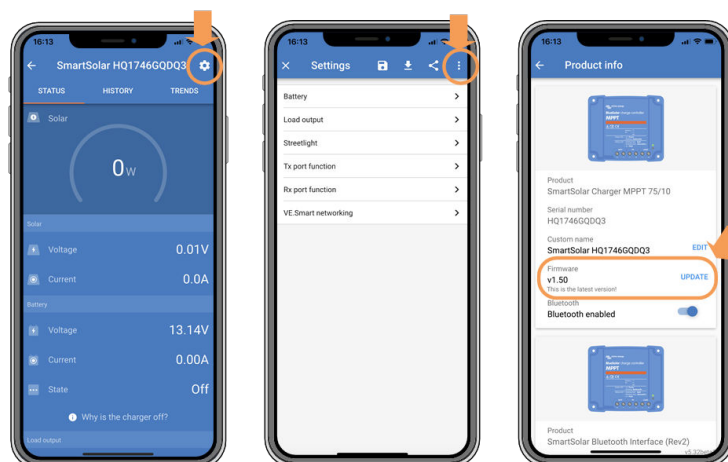 16:13
SmartSolar HQ1746GQDQ3
STATUS
HISTORY
TRENDS
Solar
0W
Solar
Voltage
0.01V
Current
0.0A
Battery
Voltage
13.14V
Current
0.00A
State
Off
Why is the charger off?
Load output
16:13
Settings
Battery
Load output
Streetlight
Tx port function
Rx port function
VE.Smart networking
16:13
Product info
MPPT
Product
SmartSolar Charger MPPT 75/10
Serial number
HQ1746GQDQ3
Custom name
SmartSolar HQ1746GQDQ3
EDIT
Firmware
v1.50
UPDATE
This is the latest version!
Bluetooth
Bluetooth enabled
MPPT
Product
SmartSolar Bluetooth Interface (Rev2)